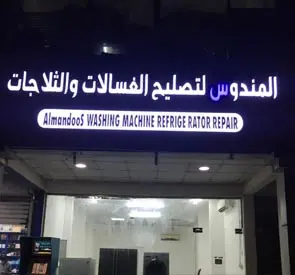 المندوس لتصليح الغسالات والثلاجات
AlmandooS WASHING MACHINE REFRIGE RATOR REPAIR